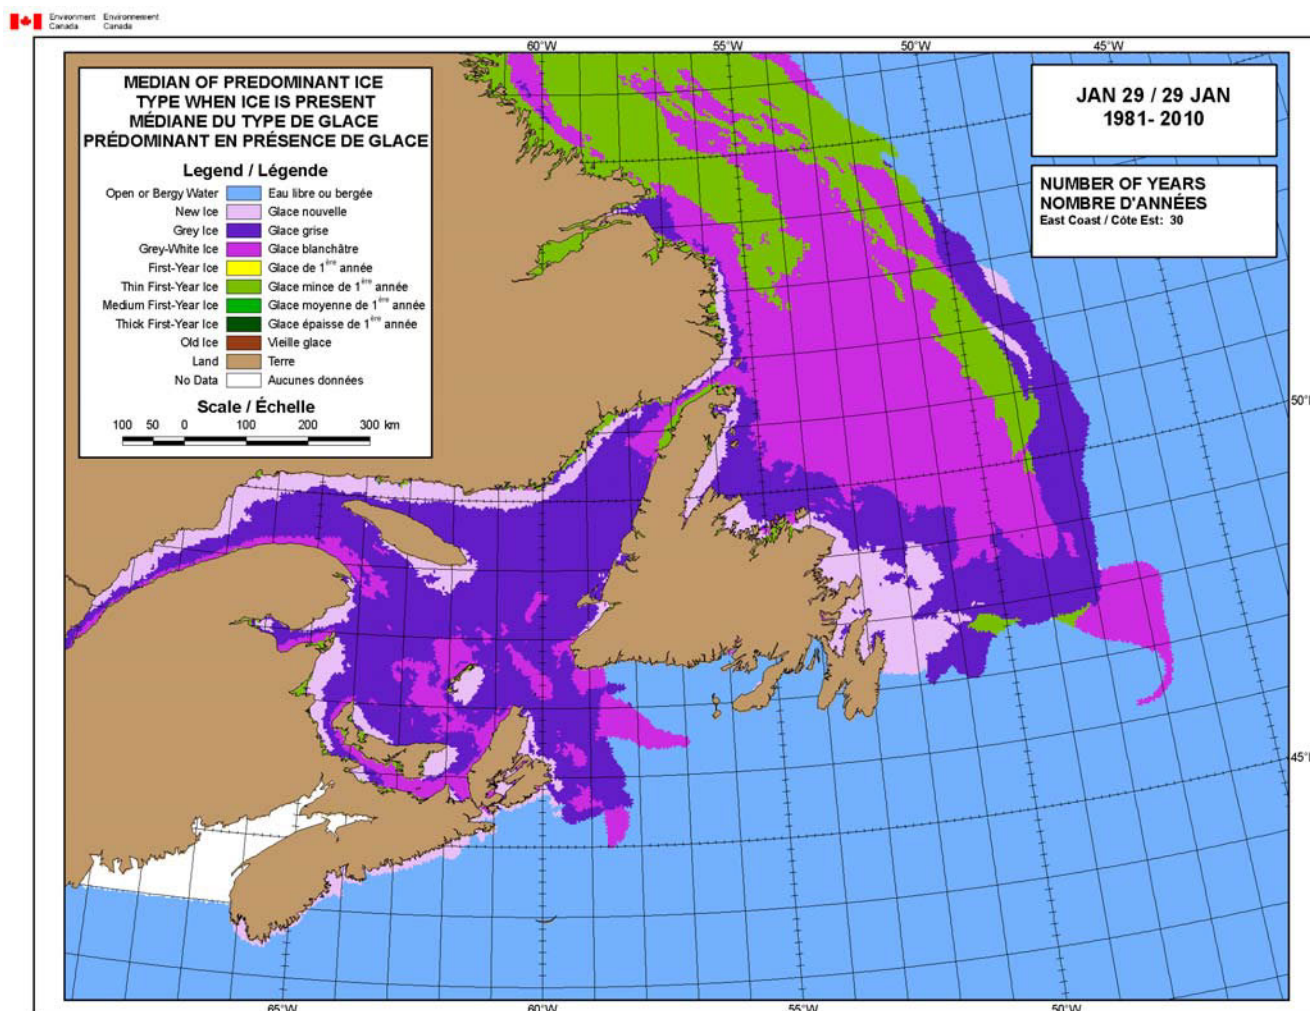 Environment Environnement
Canada Canada
60°W 55°W 50°W 45°W
MEDIAN OF PREDOMINANT ICE
TYPE WHEN ICE IS PRESENT
MÉDIANE DU TYPE DE GLACE
PRÉDOMINANT EN PRÉSENCE DE GLACE
Legend / Légende
Open or Bergy Water Eau libre ou bergée
New Ice Glace nouvelle
Grey Ice Glace grise
Grey-White Ice Glace blanchâtre
First-Year Ice Glace de 1ère année
Thin First-Year Ice Glace mince de 1ère année
Medium First-Year Ice Glace moyenne de 1ère année
Thick First-Year Ice Glace épaisse de 1ère année
Old Ice Vieille glace
Land Terre
No Data Aucunes données
Scale / Échelle
100 50 0 100 200 300 km
JAN 29 / 29 JAN
1981- 2010
NUMBER OF YEARS
NOMBRE D'ANNÉES
East Coast / Côte Est: 30
50°
45°
65°W 60°W 55°W 50°W